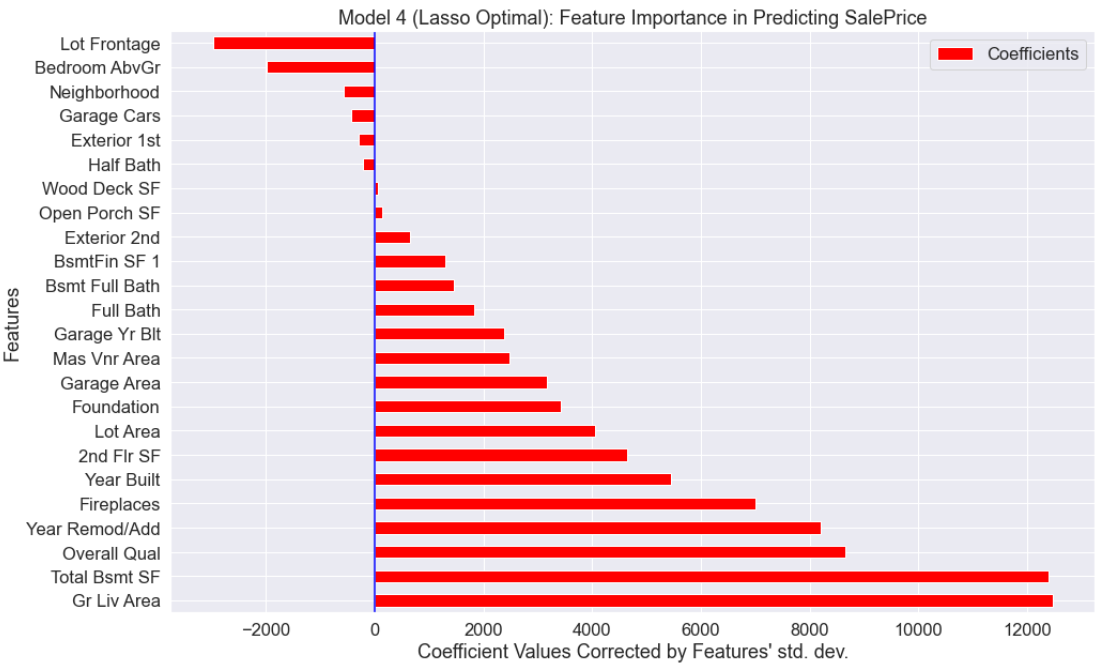 Model 4 (Lasso Optimal): Feature Importance in Predicting SalePrice
Coefficients
Features
Lot Frontage
Bedroom AbvGr
Neighborhood
Garage Cars
Exterior 1st
Half Bath
Wood Deck SF
Open Porch SF
Exterior 2nd
BsmtFin SF 1
Bsmt Full Bath
Full Bath
Garage Yr Blt
Mas Vnr Area
Garage Area
Foundation
Lot Area
2nd Flr SF
Year Built
Fireplaces
Year Remod/Add
Overall Qual
Total Bsmt SF
Gr Liv Area
−2000 0 2000 4000 6000 8000 10000 12000
Coefficient Values Corrected by Features' std. dev.